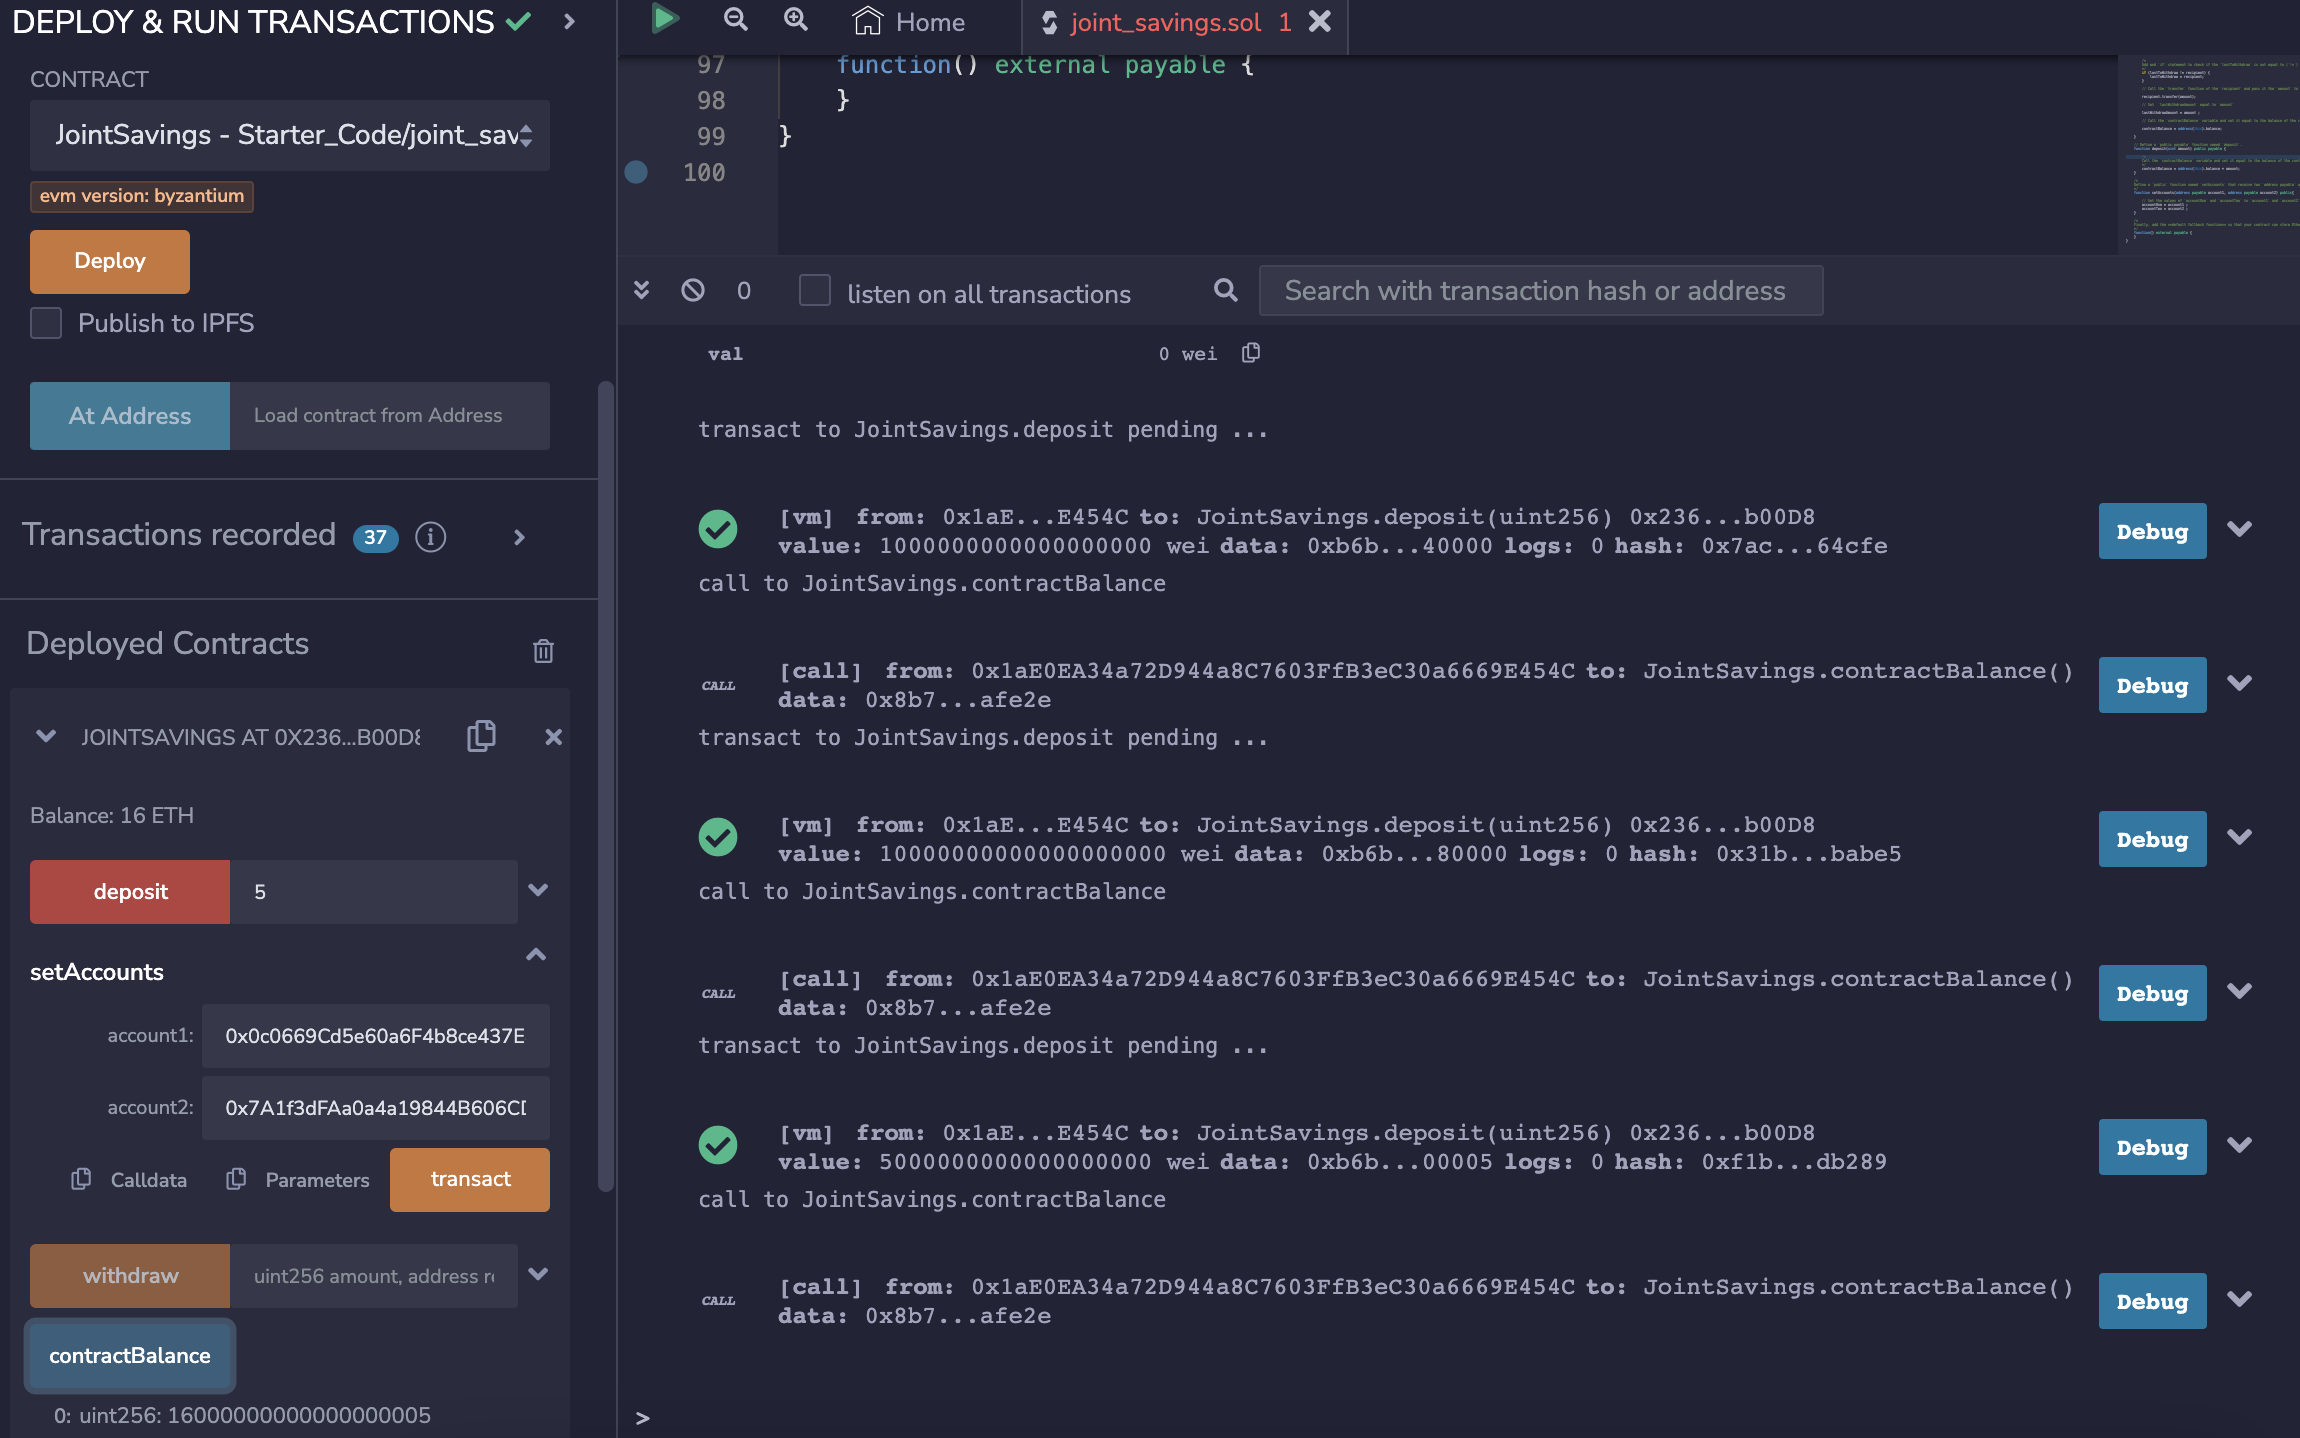 DEPLOY & RUN TRANSACTIONS
CONTRACT
JointSavings - Starter_Code/joint_sav
evm version: byzantium
Deploy
Publish to IPFS
At Address
Load contract from Address
Transactions recorded 37 i
Deployed Contracts
JOINTSAVINGS AT 0X236...B00D8
Balance: 16 ETH
deposit
5
setAccounts
account1:
0x0c0669Cd5e60a6F4b8ce437E
account2:
0x7A1f3dFAa0a4a19844B606CD
Calldata
Parameters
transact
withdraw
uint256 amount, address re
contractBalance
0: uint256: 16000000000000000005
Home
joint_savings.sol 1
97 function() external payable {
98 }
99 }
100
0
listen on all transactions
Search with transaction hash or address
val 0 wei
transact to JointSavings.deposit pending ...
[vm] from: 0x1aE...E454C to: JointSavings.deposit(uint256) 0x236...b00D8
value: 1000000000000000000 wei data: 0xb6b...40000 logs: 0 hash: 0x7ac...64cfe
Debug
call to JointSavings.contractBalance
CALL
[call] from: 0x1aE0EA34a72D944a8C7603FfB3eC30a6669E454C to: JointSavings.contractBalance()
data: 0x8b7...afe2e
Debug
transact to JointSavings.deposit pending ...
[vm] from: 0x1aE...E454C to: JointSavings.deposit(uint256) 0x236...b00D8
value: 10000000000000000000 wei data: 0xb6b...80000 logs: 0 hash: 0x31b...babe5
Debug
call to JointSavings.contractBalance
CALL
[call] from: 0x1aE0EA34a72D944a8C7603FfB3eC30a6669E454C to: JointSavings.contractBalance()
data: 0x8b7...afe2e
Debug
transact to JointSavings.deposit pending ...
[vm] from: 0x1aE...E454C to: JointSavings.deposit(uint256) 0x236...b00D8
value: 5000000000000000000 wei data: 0xb6b...00005 logs: 0 hash: 0xf1b...db289
Debug
call to JointSavings.contractBalance
CALL
[call] from: 0x1aE0EA34a72D944a8C7603FfB3eC30a6669E454C to: JointSavings.contractBalance()
data: 0x8b7...afe2e
Debug
>